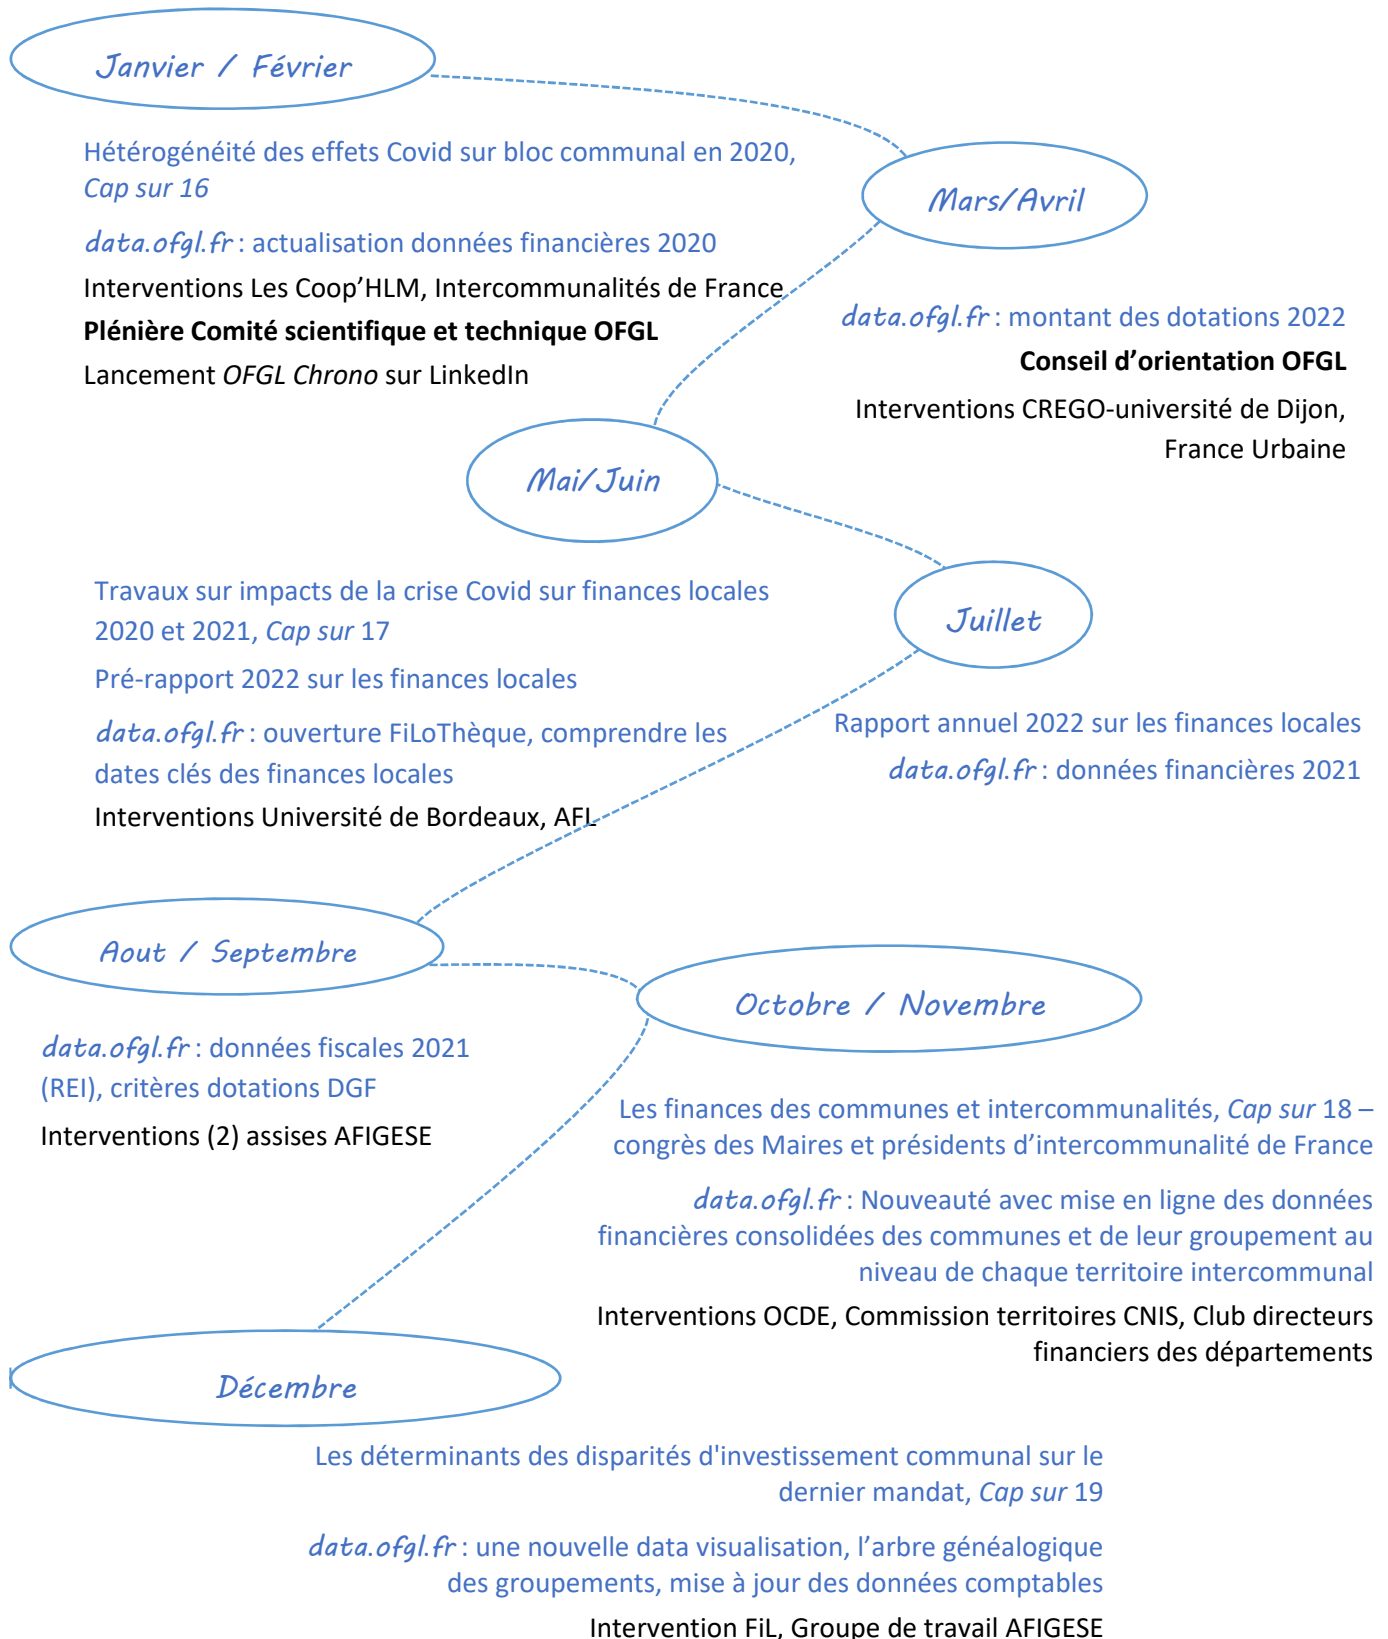 Janvier / Février
Hétérogénéité des effets Covid sur bloc communal en 2020,
Cap sur 16
data.ofgl.fr : actualisation données financières 2020
Interventions Les Coop’HLM, Intercommunalités de France
Plénière Comité scientifique et technique OFGL
Lancement OFGL Chrono sur LinkedIn
Mars/Avril
data.ofgl.fr : montant des dotations 2022
Conseil d’orientation OFGL
Interventions CREGO-université de Dijon,
France Urbaine
Mai/Juin
Travaux sur impacts de la crise Covid sur finances locales
2020 et 2021, Cap sur 17
Pré-rapport 2022 sur les finances locales
data.ofgl.fr : ouverture FiLoThèque, comprendre les
dates clés des finances locales
Interventions Université de Bordeaux, AFL
Juillet
Rapport annuel 2022 sur les finances locales
data.ofgl.fr : données financières 2021
Aout / Septembre
data.ofgl.fr : données fiscales 2021
(REI), critères dotations DGF
Interventions (2) assises AFIGESE
Octobre / Novembre
Les finances des communes et intercommunalités, Cap sur 18 –
congrès des Maires et présidents d’intercommunalité de France
data.ofgl.fr : Nouveauté avec mise en ligne des données
financières consolidées des communes et de leur groupement au
niveau de chaque territoire intercommunal
Interventions OCDE, Commission territoires CNIS, Club directeurs
financiers des départements
Décembre
Les déterminants des disparités d'investissement communal sur le
dernier mandat, Cap sur 19
data.ofgl.fr : une nouvelle data visualisation, l’arbre généalogique
des groupements, mise à jour des données comptables
Intervention FiL, Groupe de travail AFIGESE